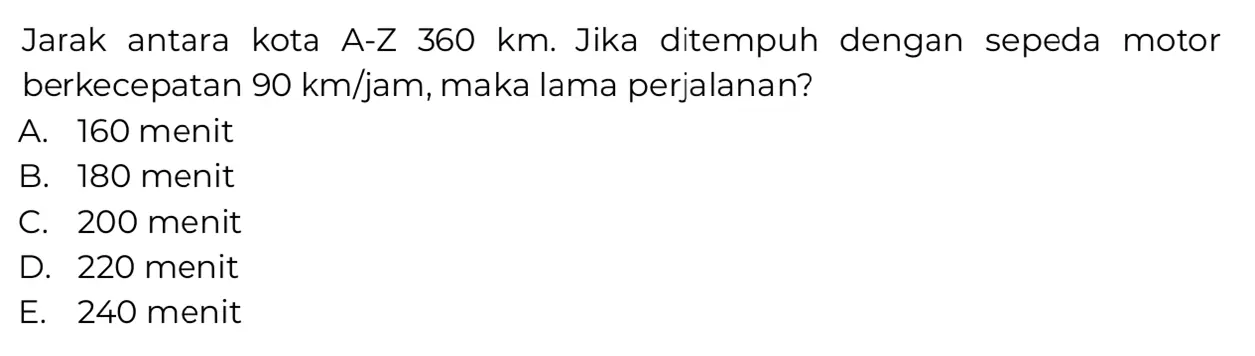 Jarak antara kota A-Z 360 km. Jika ditempuh dengan sepeda motor
berkecepatan 90 km/jam, maka lama perjalanan?
A. 160 menit
B. 180 menit
C. 200 menit
D. 220 menit
E. 240 menit